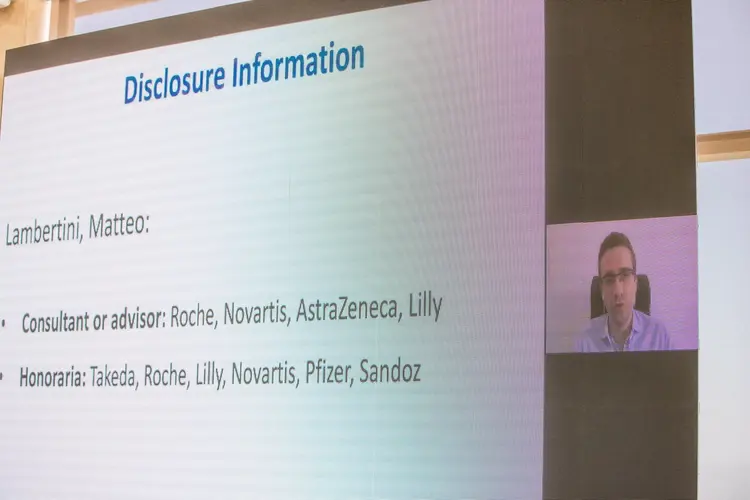 Disclosure Information
Lambertini, Matteo:
• Consultant or advisor: Roche, Novartis, AstraZeneca, Lilly
• Honoraria: Takeda, Roche, Lilly, Novartis, Pfizer, Sandoz